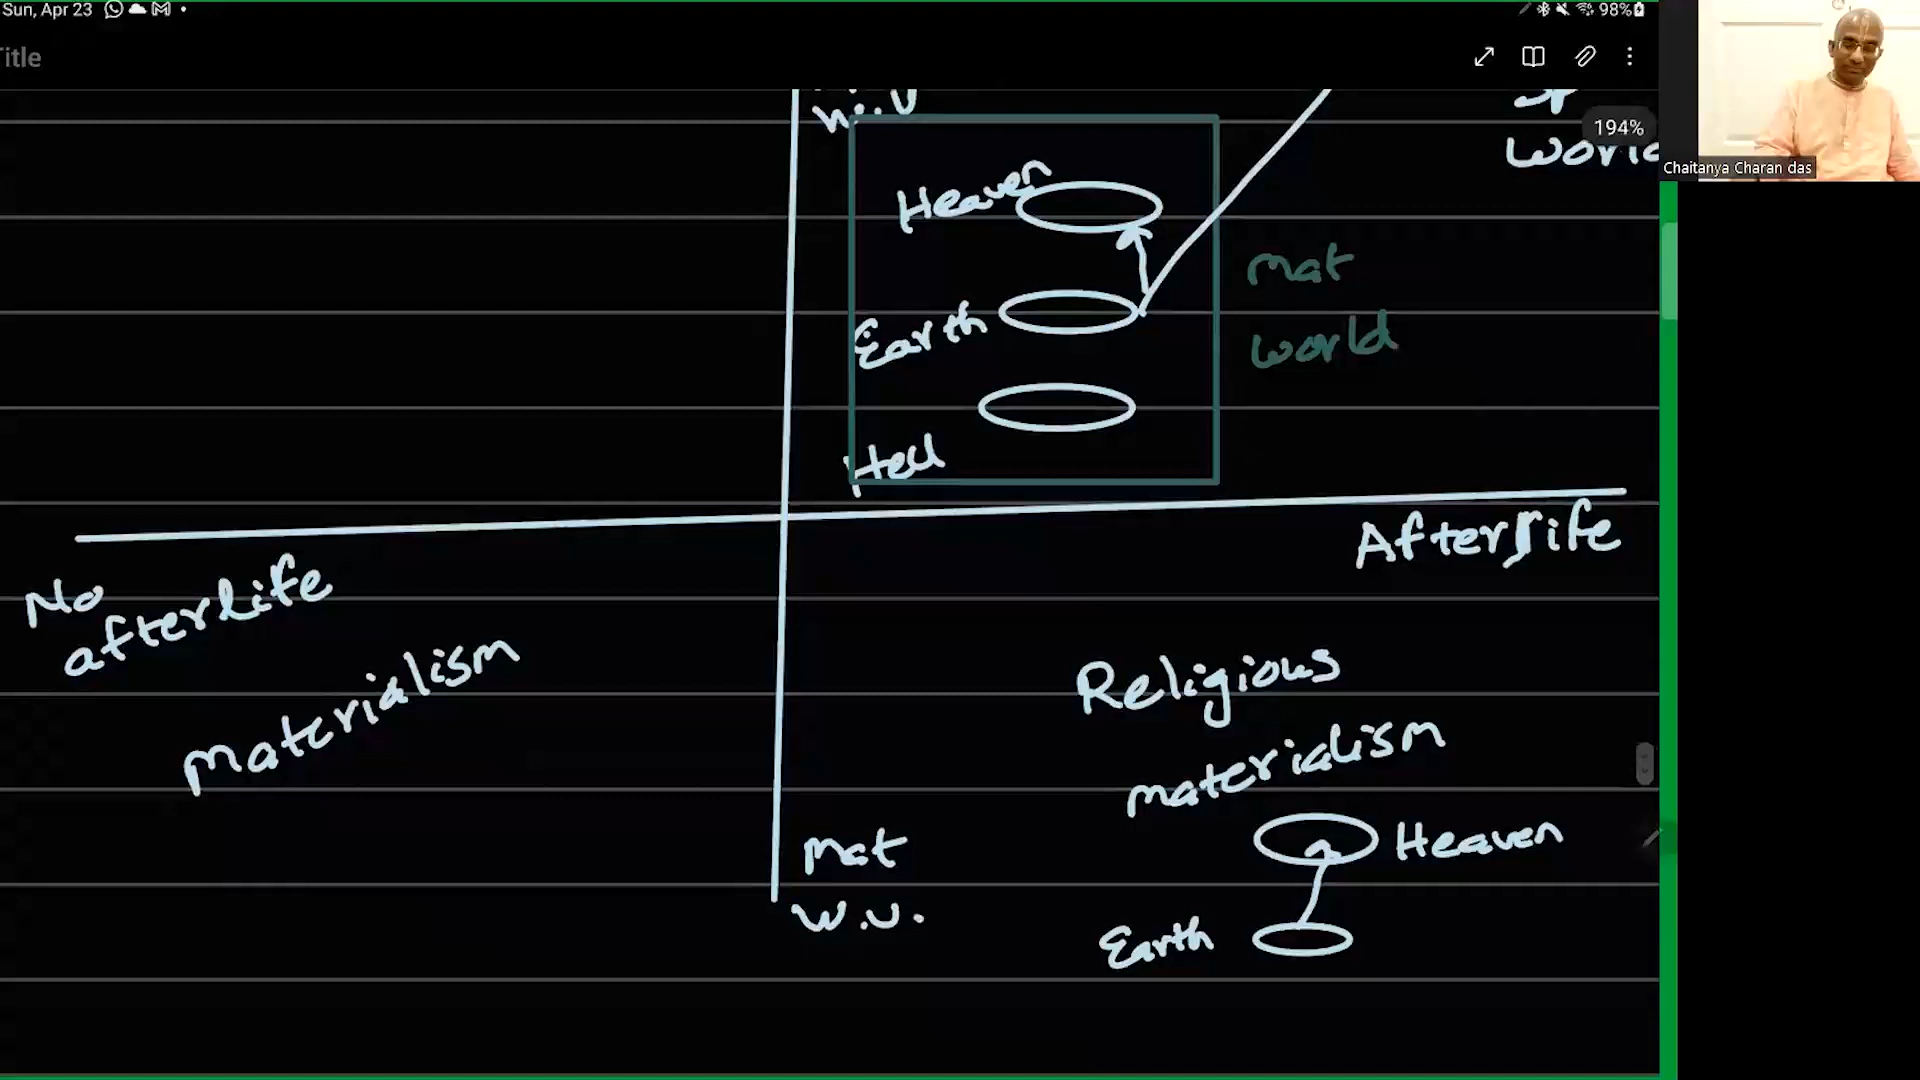 Sun, Apr 23
98%
Title
194%
w.v
world
Chaitanya Charan das
Heaven
mat
world
Earth
Hell
Afterlife
No
afterlife
materialism
Religious
materialism
Heaven
Mat
w.v.
Earth